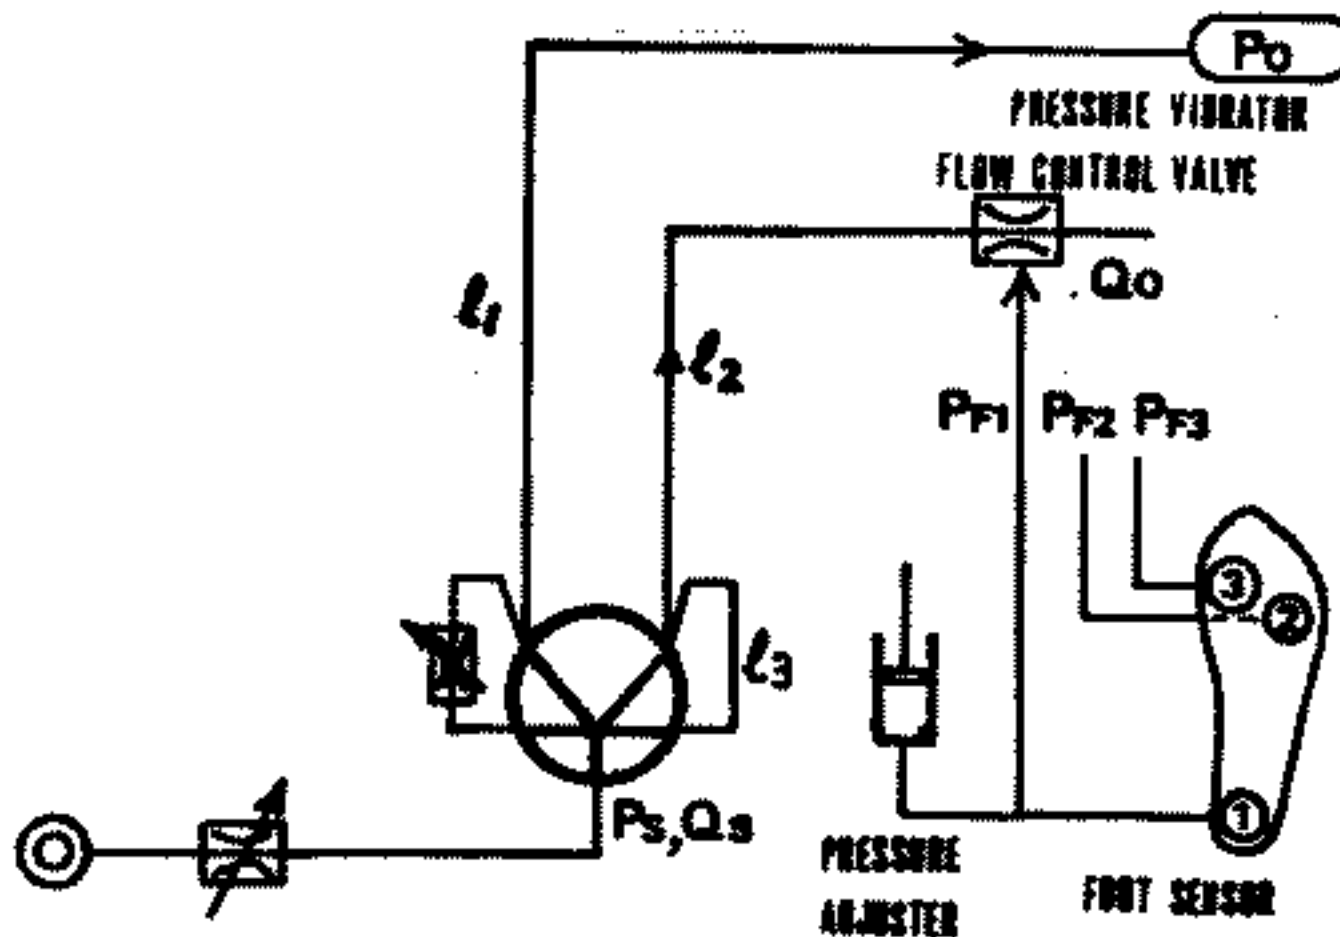 Po
PRESSURE VIBRATOR
FLOW CONTROL VALVE
Qo
ℓ1
ℓ2
PF1 PF2 PF3
3
2
ℓ3
1
Ps,Qs
PRESSURE
ADJUSTER
FOOT SENSOR